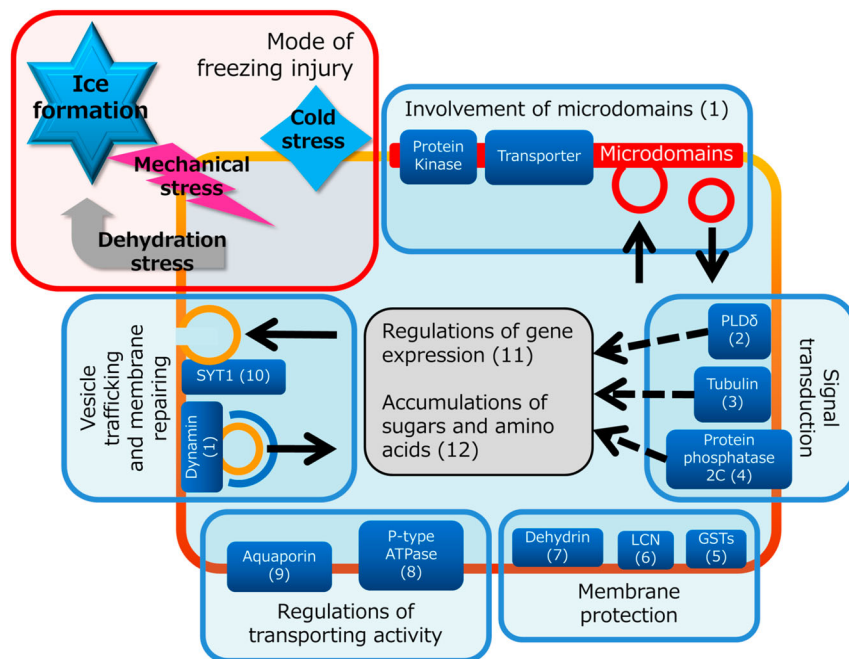 Mode of
freezing injury
Ice
formation
Cold
stress
Mechanical
stress
Dehydration
stress
Involvement of microdomains (1)
Protein
Kinase
Transporter
Microdomains
Vesicle
trafficking
and membrane
repairing
SYT1 (10)
Dynamin
(1)
Regulations of gene
expression (11)
Accumulations of
sugars and amino
acids (12)
PLDδ
(2)
Tubulin
(3)
Protein
phosphatase
2C (4)
Signal
transduction
Aquaporin
(9)
P-type
ATPase
(8)
Regulations of
transporting activity
Dehydrin
(7)
LCN
(6)
GSTs
(5)
Membrane
protection